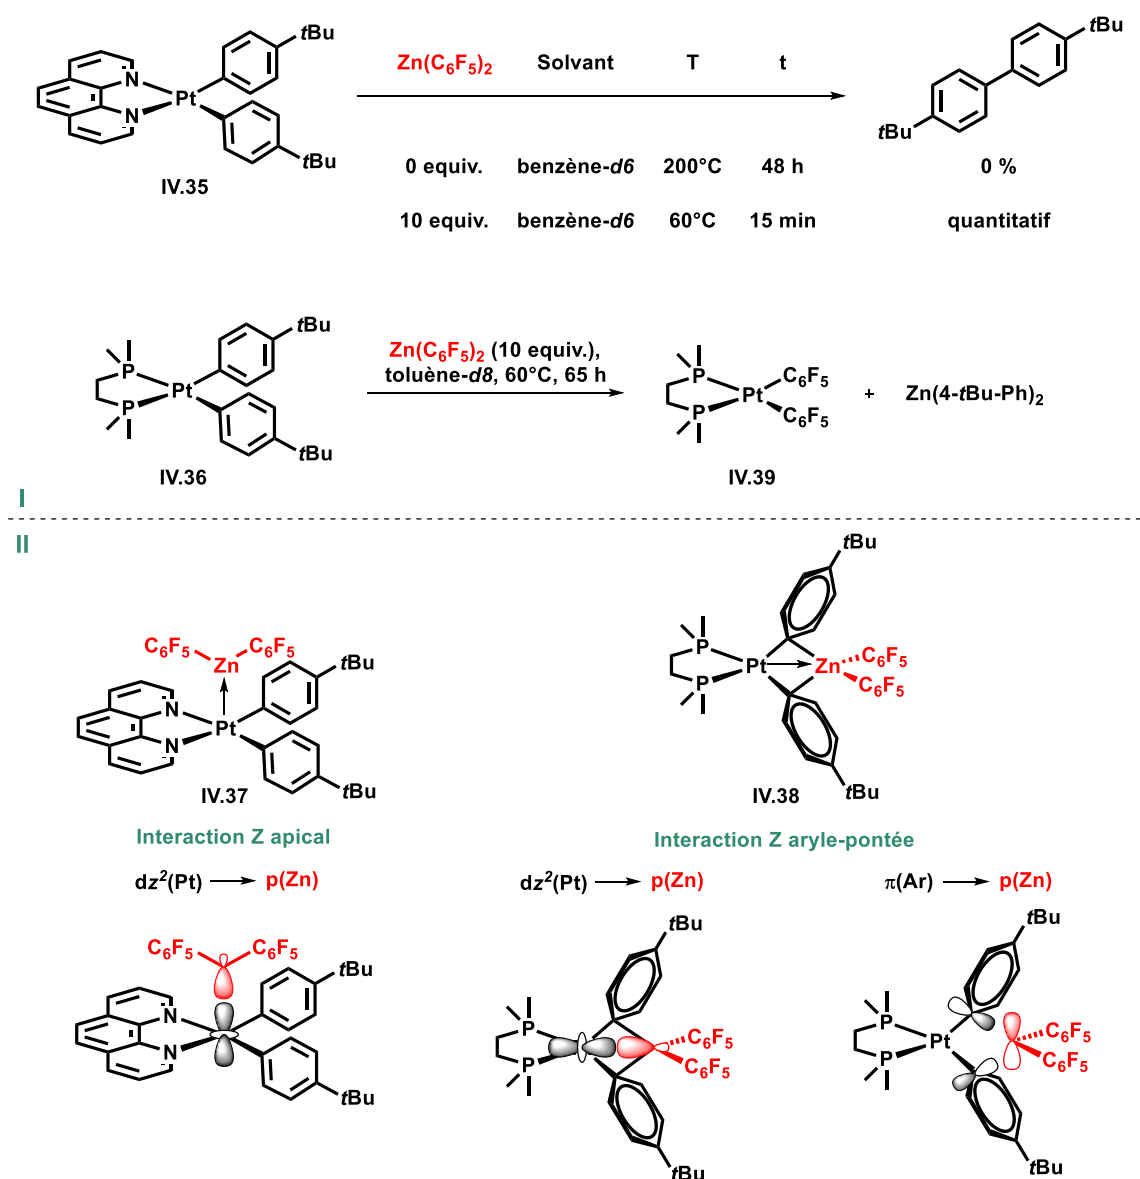 tBu
Zn(C6F5)2 Solvant T t
N
Pt
N
tBu
tBu
tBu
IV.35
0 equiv. benzène-d6 200°C 48 h 0 %
10 equiv. benzène-d6 60°C 15 min quantitatif
tBu
Zn(C6F5)2 (10 equiv.),
toluène-d8, 60°C, 65 h
P
Pt
P
tBu
P
C6F5
Pt
P
C6F5
+ Zn(4-tBu-Ph)2
IV.36
IV.39
I
II
tBu
C6F5 C6F5
Zn
tBu
N
Pt
N
tBu
P
Pt
P
Zn
C6F5
C6F5
tBu
IV.37
IV.38
Interaction Z apical
Interaction Z aryle-pontée
dz2(Pt) p(Zn)
dz2(Pt) p(Zn)
π(Ar) p(Zn)
C6F5 C6F5
tBu
N
N
tBu
tBu
P
P
C6F5
C6F5
tBu
tBu
P
Pt
P
C6F5
C6F5
tBu